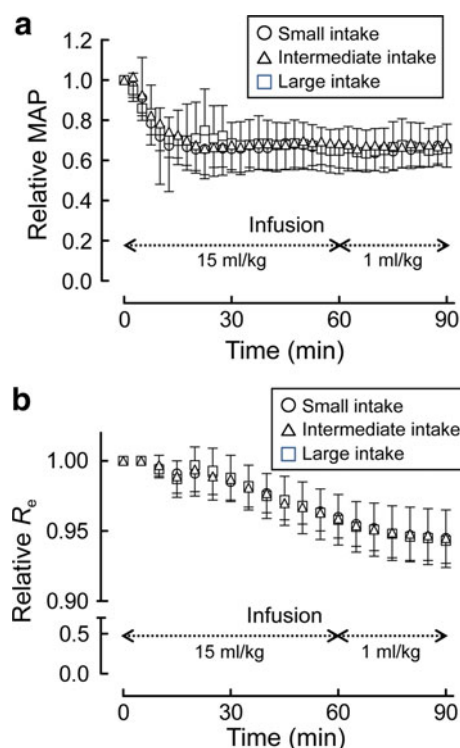 a
Small intake
Intermediate intake
Large intake
Relative MAP
1.2
1.0
0.8
0.6
0.4
0.2
0.0
Infusion
15 ml/kg
1 ml/kg
0
30
60
90
Time (min)
b
Small intake
Intermediate intake
Large intake
Relative Re
1.00
0.95
0.90
0.5
0.0
Infusion
15 ml/kg
1 ml/kg
0
30
60
90
Time (min)